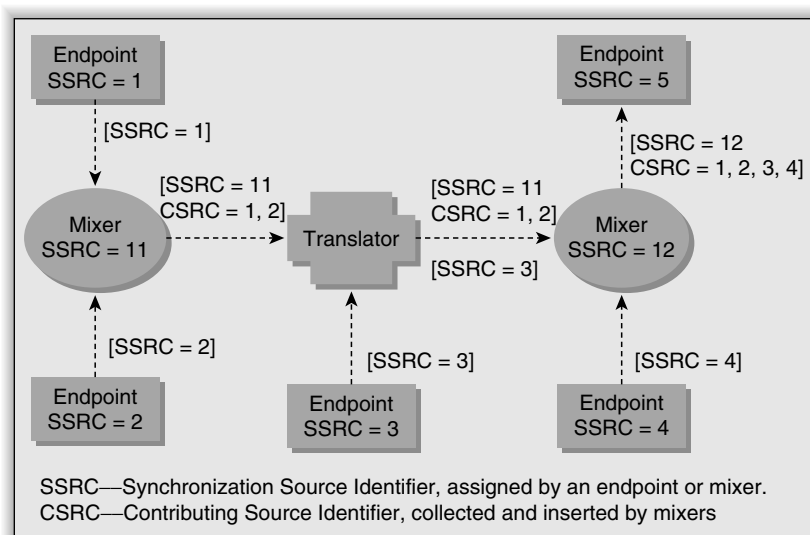 Endpoint
SSRC = 1
Endpoint
SSRC = 5
[SSRC = 1]
[SSRC = 12
CSRC = 1, 2, 3, 4]
[SSRC = 11
CSRC = 1, 2]
[SSRC = 11
CSRC = 1, 2]
Mixer
SSRC = 11
Translator
Mixer
SSRC = 12
[SSRC = 3]
[SSRC = 2]
[SSRC = 3]
[SSRC = 4]
Endpoint
SSRC = 2
Endpoint
SSRC = 3
Endpoint
SSRC = 4
SSRC––Synchronization Source Identifier, assigned by an endpoint or mixer.
CSRC––Contributing Source Identifier, collected and inserted by mixers